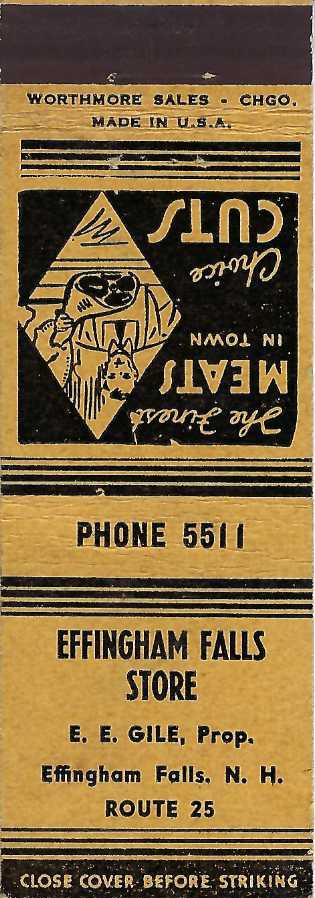 WORTHMORE SALES - CHGO.
MADE IN U.S.A.
The Finest
MEATS
IN TOWN
Choice
CUTS
PHONE 5511
EFFINGHAM FALLS
STORE
E. E. GILE, Prop.
Effingham Falls, N. H.
ROUTE 25
CLOSE COVER BEFORE STRIKING